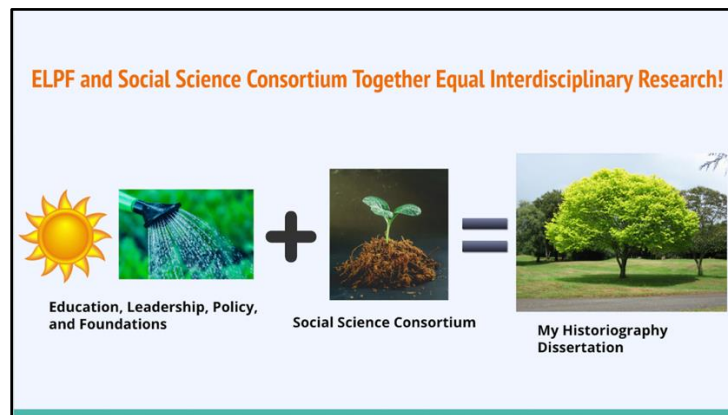 ELPF and Social Science Consortium Together Equal Interdisciplinary Research!
Education, Leadership, Policy,
and Foundations
Social Science Consortium
My Historiography
Dissertation